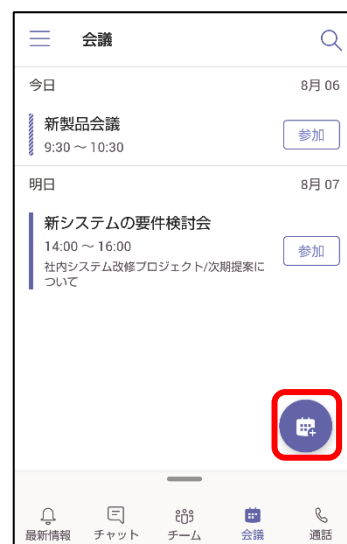 会議
今日 8月 06
新製品会議
9:30 ～ 10:30
参加
明日 8月 07
新システムの要件検討会
14:00 ～ 16:00
参加
社内システム改修プロジェクト/次期提案に
ついて
最新情報 チャット チーム 会議 通話